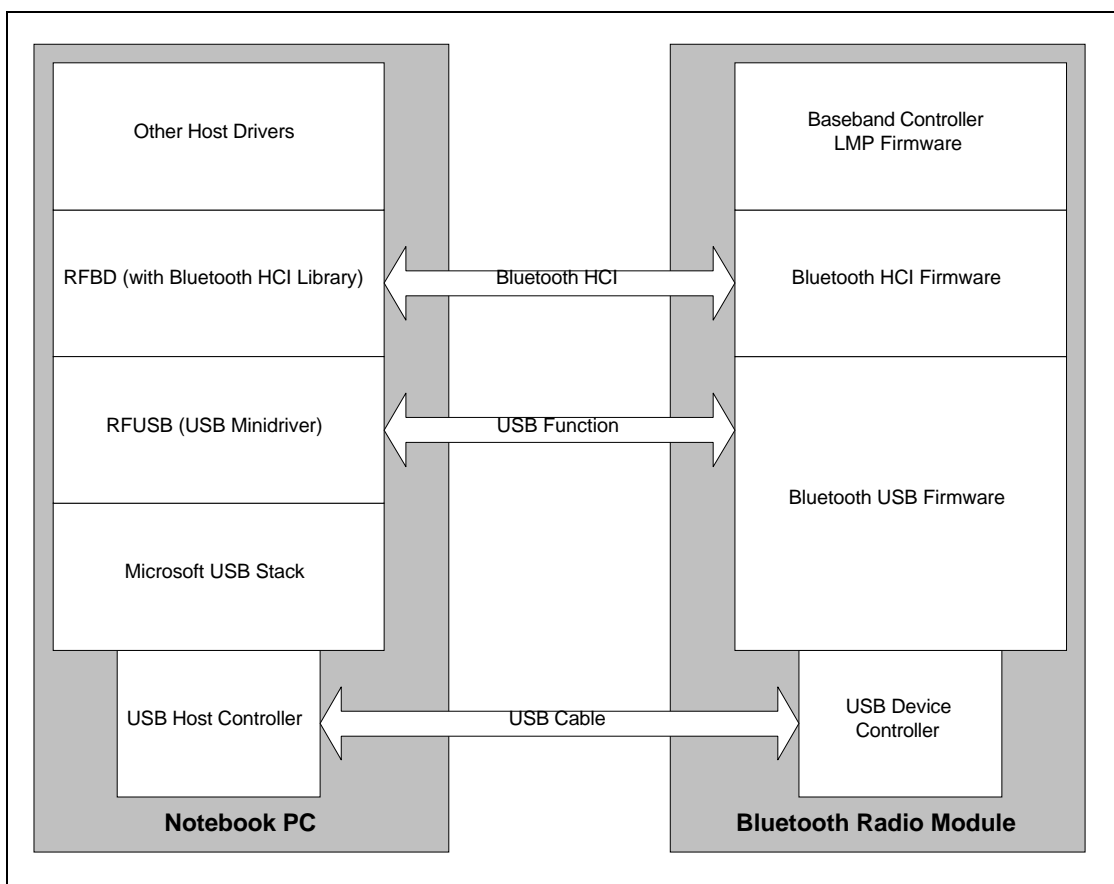 Other Host Drivers
RFBD (with Bluetooth HCI Library)
RFUSB (USB Minidriver)
Microsoft USB Stack
USB Host Controller
Notebook PC
Bluetooth HCI
USB Function
USB Cable
Baseband Controller
LMP Firmware
Bluetooth HCI Firmware
Bluetooth USB Firmware
USB Device
Controller
Bluetooth Radio Module